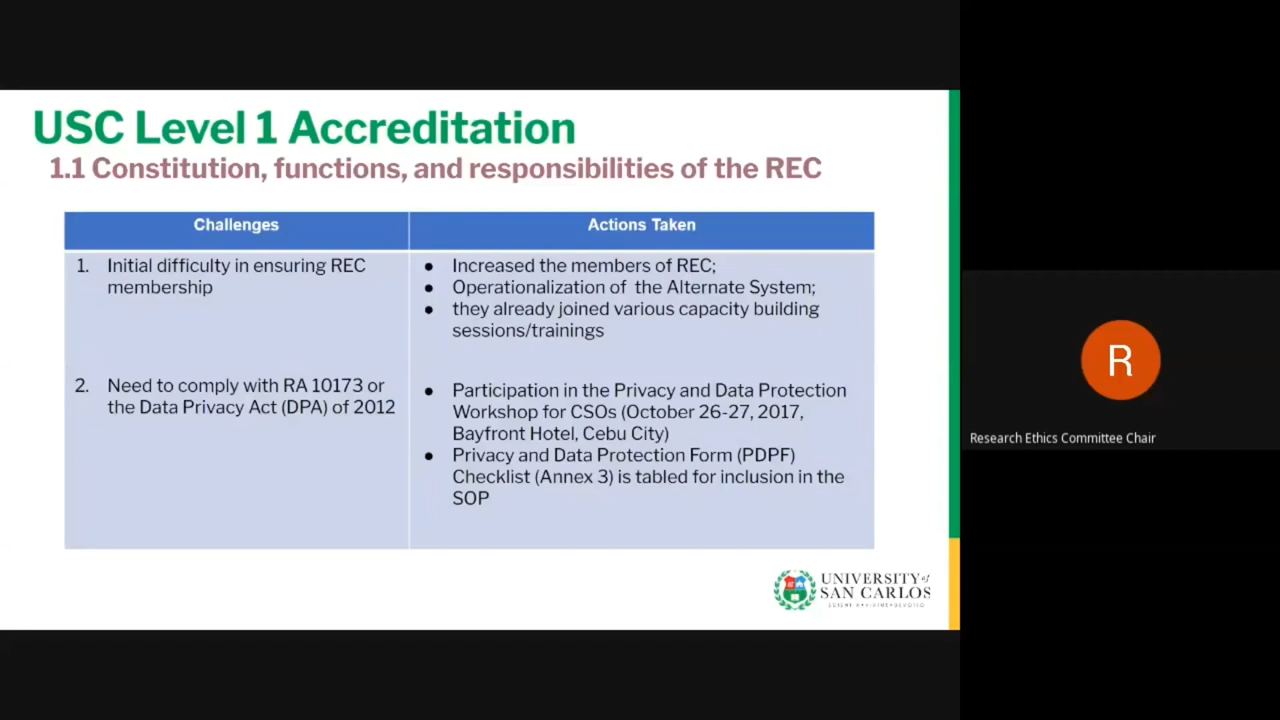 USC Level 1 Accreditation
1.1 Constitution, functions, and responsibilities of the REC
Challenges
Actions Taken
1. Initial difficulty in ensuring REC
membership
● Increased the members of REC;
● Operationalization of the Alternate System;
● they already joined various capacity building
sessions/trainings
2. Need to comply with RA 10173 or
the Data Privacy Act (DPA) of 2012
● Participation in the Privacy and Data Protection
Workshop for CSOs (October 26-27, 2017,
Bayfront Hotel, Cebu City)
● Privacy and Data Protection Form (PDPF)
Checklist (Annex 3) is tabled for inclusion in the
SOP
UNIVERSITY of
SAN CARLOS
R
Research Ethics Committee Chair